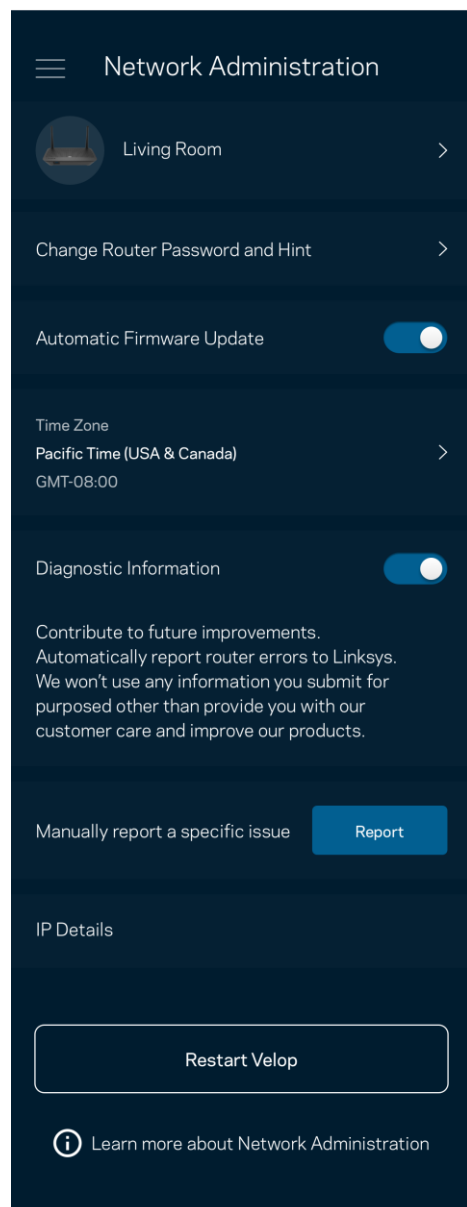 Network Administration
Living Room
Change Router Password and Hint
Automatic Firmware Update
Time Zone
Pacific Time (USA & Canada)
GMT-08:00
Diagnostic Information
Contribute to future improvements.
Automatically report router errors to Linksys.
We won't use any information you submit for
purposed other than provide you with our
customer care and improve our products.
Manually report a specific issue
Report
IP Details
Restart Velop
Learn more about Network Administration